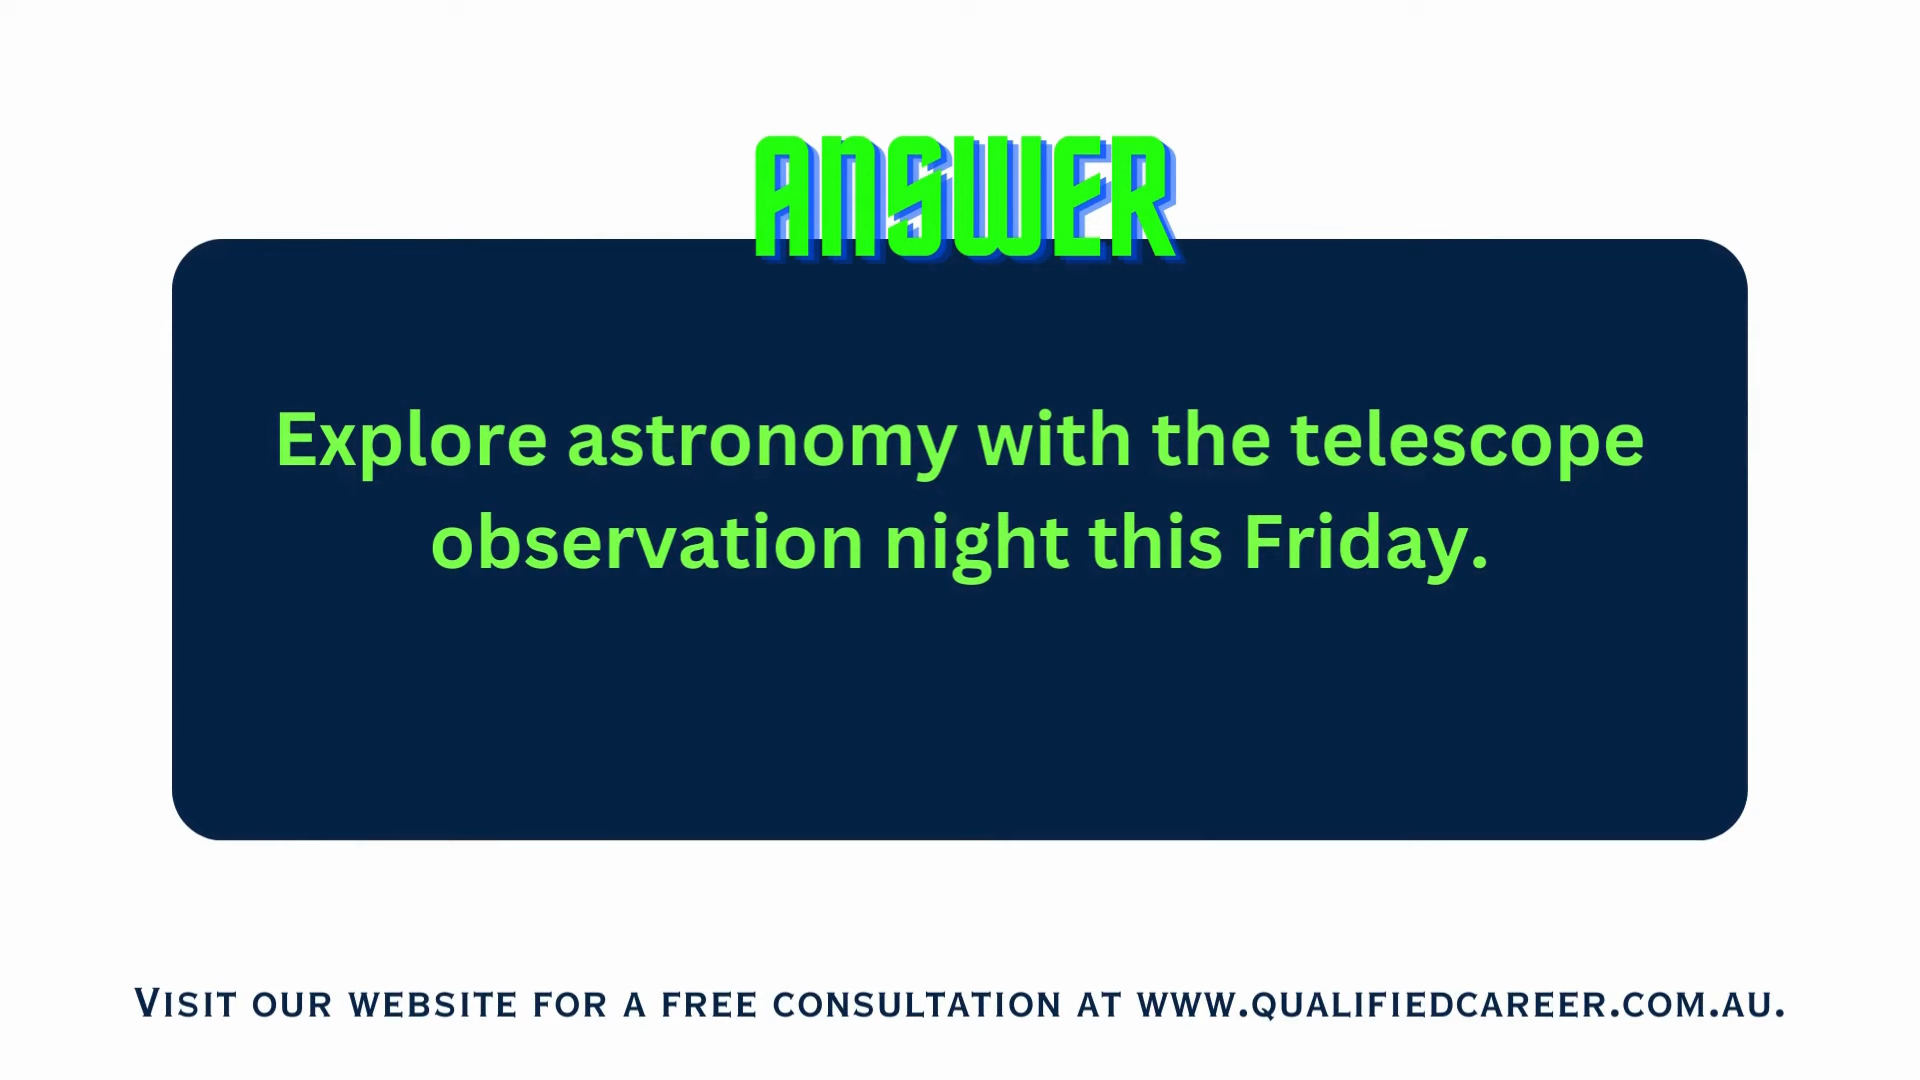 ANSWER
Explore astronomy with the telescope
observation night this Friday.
Visit our website for a free consultation at www.qualifiedcareer.com.au.